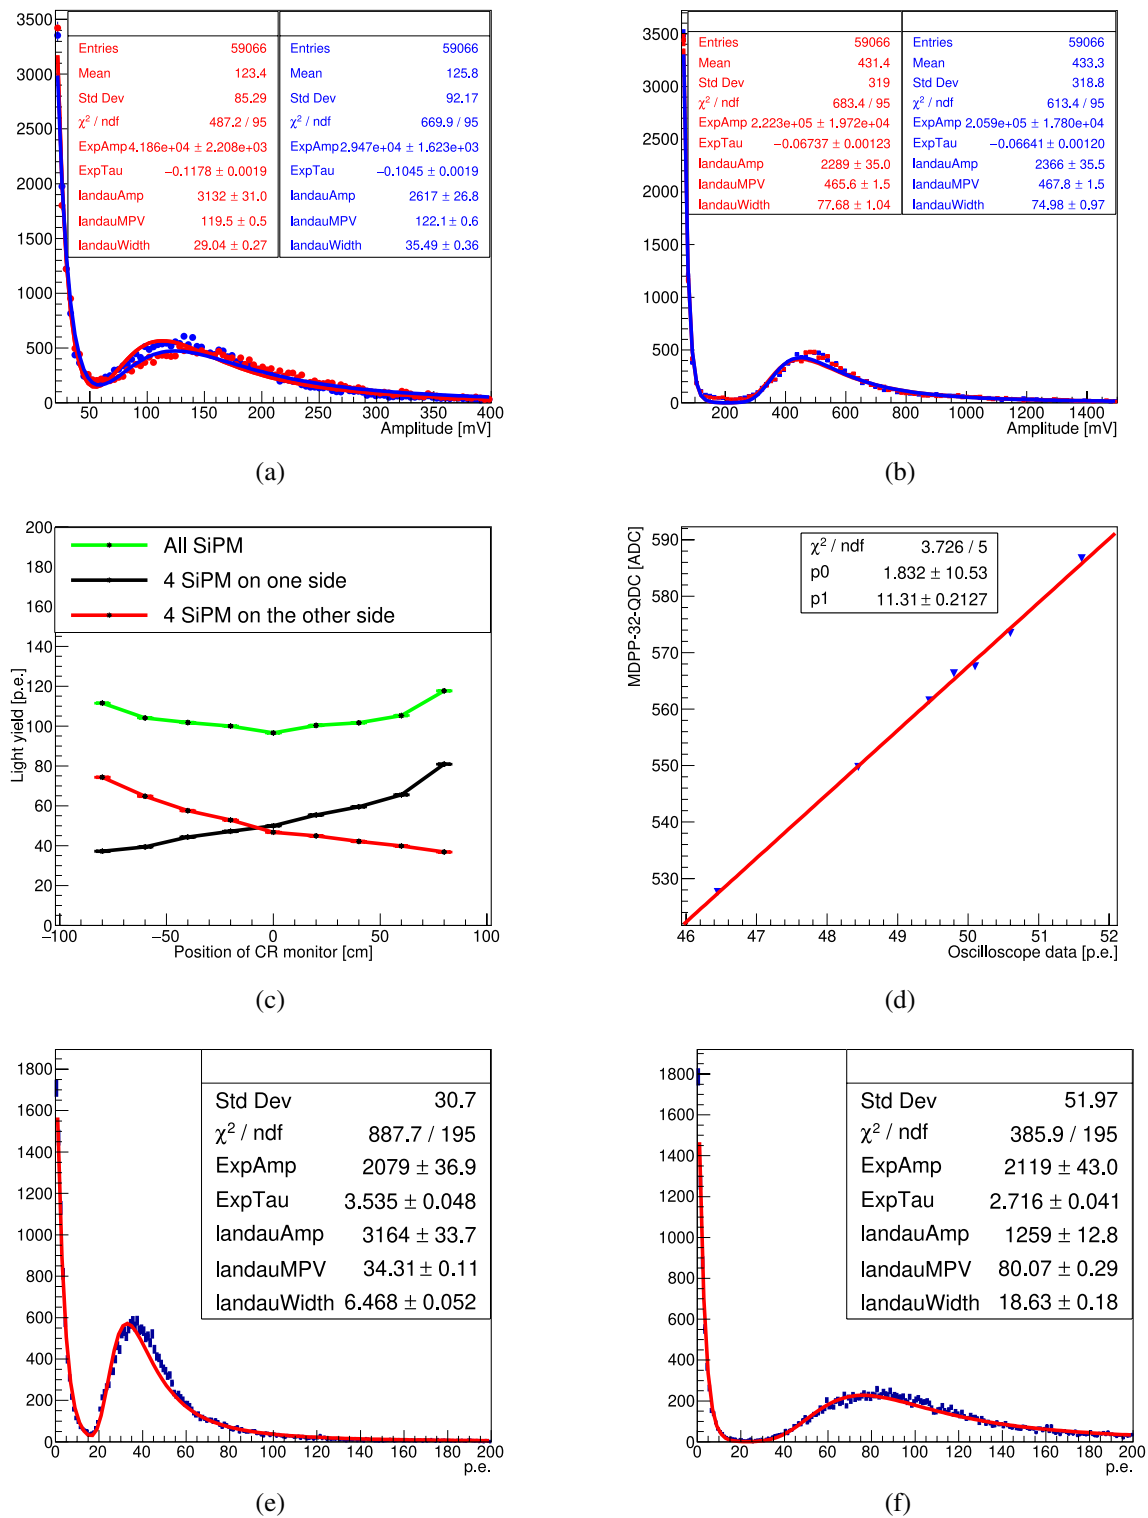 3500
3000
2500
2000
1500
1000
500
0
Entries 59066
Mean 123.4
Std Dev 85.29
χ² / ndf 487.2 / 95
ExpAmp 4.186e+04 ± 2.208e+03
ExpTau −0.1178 ± 0.0019
landauAmp 3132 ± 31.0
landauMPV 119.5 ± 0.5
landauWidth 29.04 ± 0.27
Entries 59066
Mean 125.8
Std Dev 92.17
χ² / ndf 669.9 / 95
ExpAmp 2.947e+04 ± 1.623e+03
ExpTau −0.1045 ± 0.0019
landauAmp 2617 ± 26.8
landauMPV 122.1 ± 0.6
landauWidth 35.49 ± 0.36
50 100 150 200 250 300 350 400
Amplitude [mV]
(a)
3500
3000
2500
2000
1500
1000
500
0
Entries 59066
Mean 431.4
Std Dev 319
χ² / ndf 683.4 / 95
ExpAmp 2.223e+05 ± 1.972e+04
ExpTau −0.06737 ± 0.00123
landauAmp 2289 ± 35.0
landauMPV 465.6 ± 1.5
landauWidth 77.68 ± 1.04
Entries 59066
Mean 433.3
Std Dev 318.8
χ² / ndf 613.4 / 95
ExpAmp 2.059e+05 ± 1.780e+04
ExpTau −0.06641 ± 0.00120
landauAmp 2366 ± 35.5
landauMPV 467.8 ± 1.5
landauWidth 74.98 ± 0.97
200 400 600 800 1000 1200 1400
Amplitude [mV]
(b)
Light yield [p.e.]
200
180
160
140
120
100
80
60
40
20
0
All SiPM
4 SiPM on one side
4 SiPM on the other side
−100 −50 0 50 100
Position of CR monitor [cm]
(c)
MDPP-32-QDC [ADC]
590
580
570
560
550
540
530
χ² / ndf 3.726 / 5
p0 1.832 ± 10.53
p1 11.31 ± 0.2127
46 47 48 49 50 51 52
Oscilloscope data [p.e.]
(d)
1800
1600
1400
1200
1000
800
600
400
200
0
Std Dev 30.7
χ² / ndf 887.7 / 195
ExpAmp 2079 ± 36.9
ExpTau 3.535 ± 0.048
landauAmp 3164 ± 33.7
landauMPV 34.31 ± 0.11
landauWidth 6.468 ± 0.052
0 20 40 60 80 100 120 140 160 180 200
p.e.
(e)
1800
1600
1400
1200
1000
800
600
400
200
0
Std Dev 51.97
χ² / ndf 385.9 / 195
ExpAmp 2119 ± 43.0
ExpTau 2.716 ± 0.041
landauAmp 1259 ± 12.8
landauMPV 80.07 ± 0.29
landauWidth 18.63 ± 0.18
0 20 40 60 80 100 120 140 160 180 200
p.e.
(f)